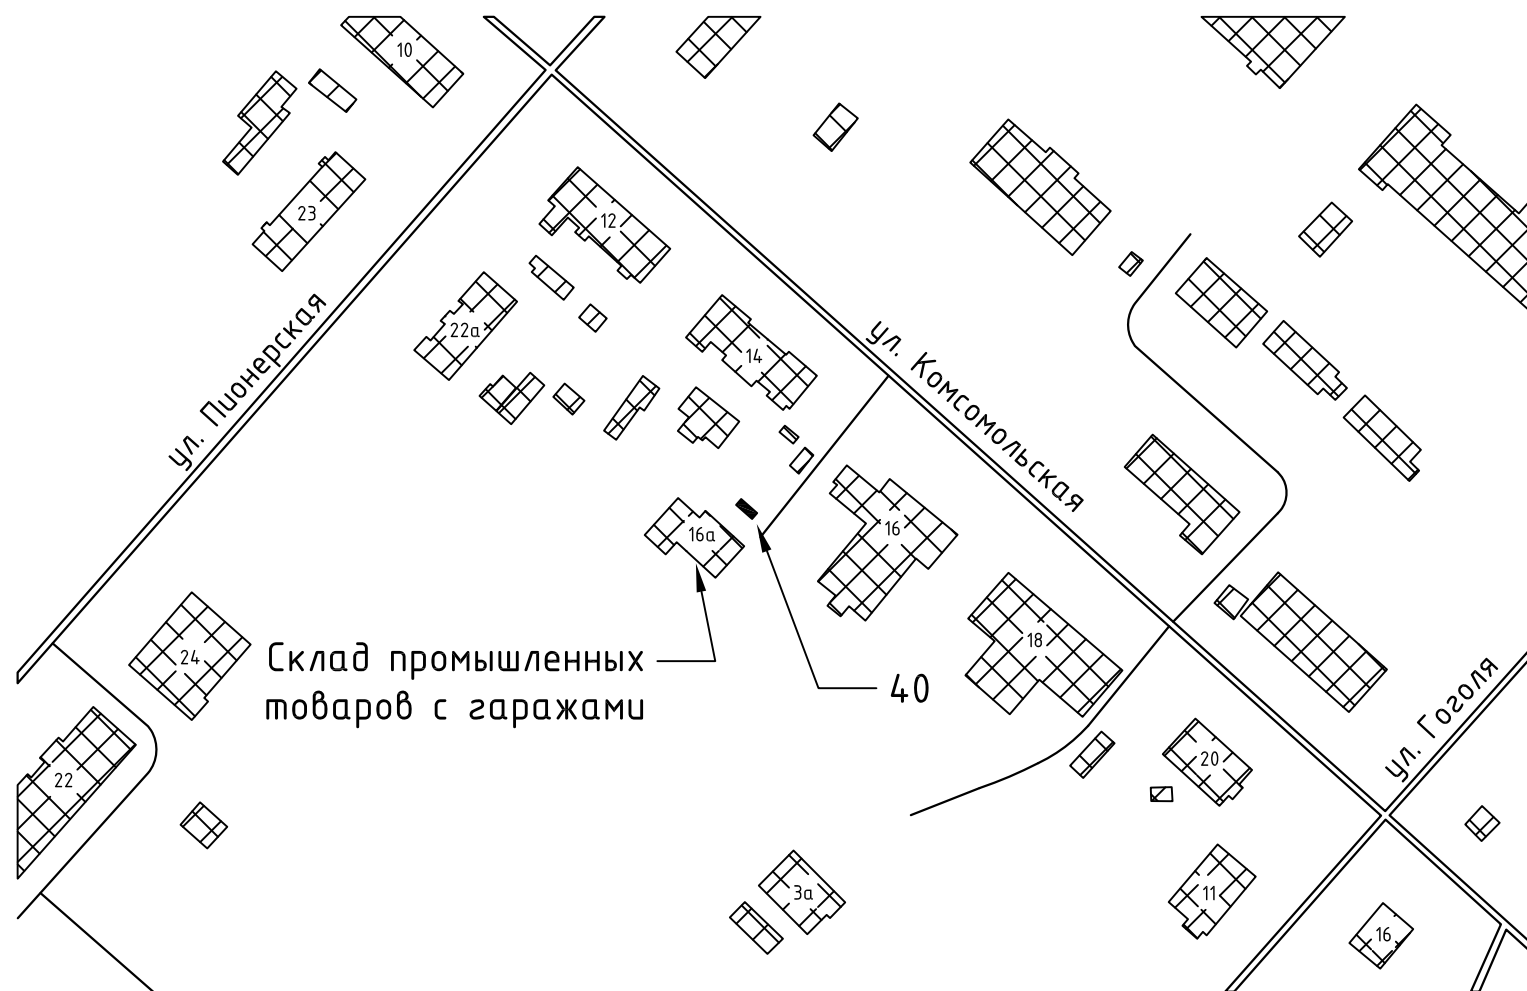 10
23
12
22а
14
ул. Пионерская
ул. Комсомольская
16а
16
24
18
Склад промышленных
товаров с гаражами
40
22
20
ул. Гоголя
3а
11
16